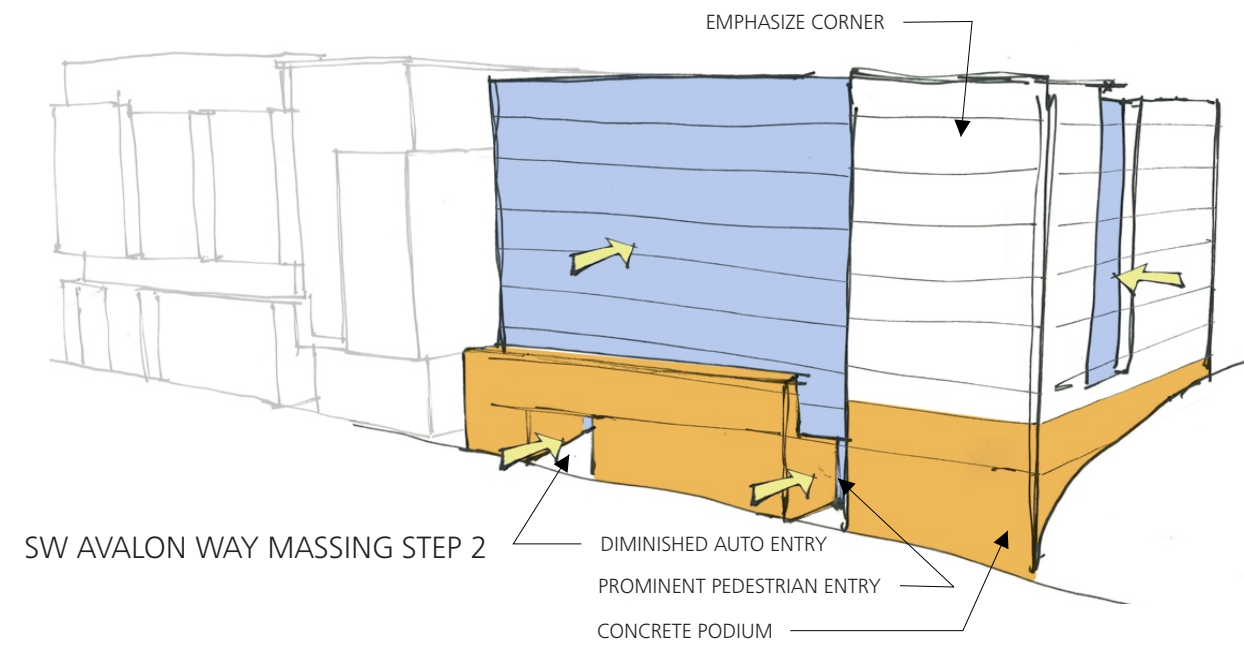 EMPHASIZE CORNER
SW AVALON WAY MASSING STEP 2
DIMINISHED AUTO ENTRY
PROMINENT PEDESTRIAN ENTRY
CONCRETE PODIUM